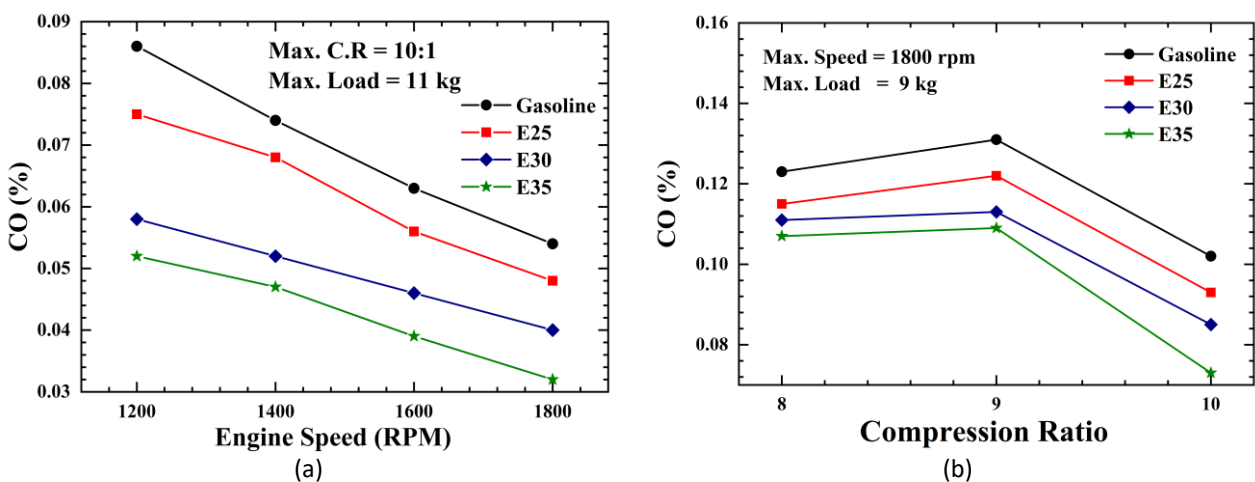 0.09
0.08
0.07
0.06
0.05
0.04
0.03
CO (%)
Max. C.R = 10:1
Max. Load = 11 kg
Gasoline
E25
E30
E35
1200
1400
1600
1800
Engine Speed (RPM)
(a)
0.16
0.14
0.12
0.10
0.08
CO (%)
Max. Speed = 1800 rpm
Max. Load = 9 kg
Gasoline
E25
E30
E35
8
9
10
Compression Ratio
(b)